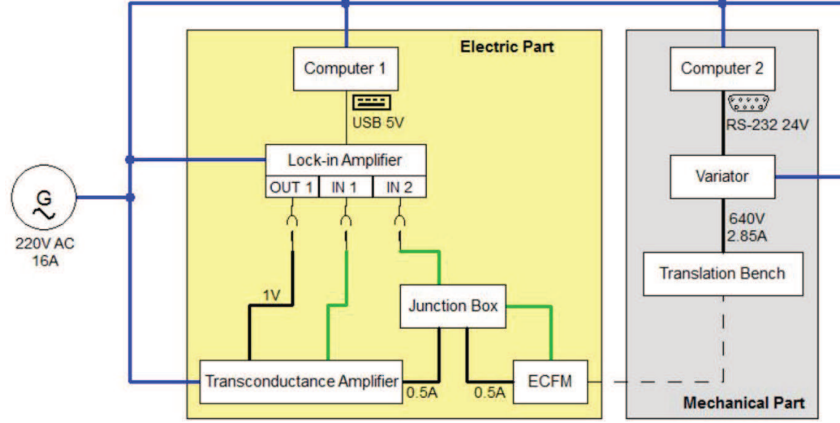 Electric Part
Computer 1
Computer 2
USB 5V
RS-232 24V
Lock-in Amplifier
OUT 1 IN 1 IN 2
Variator
G
220V AC
16A
640V
2.85A
Translation Bench
1V
Junction Box
Transconductance Amplifier
0.5A
0.5A
ECFM
Mechanical Part